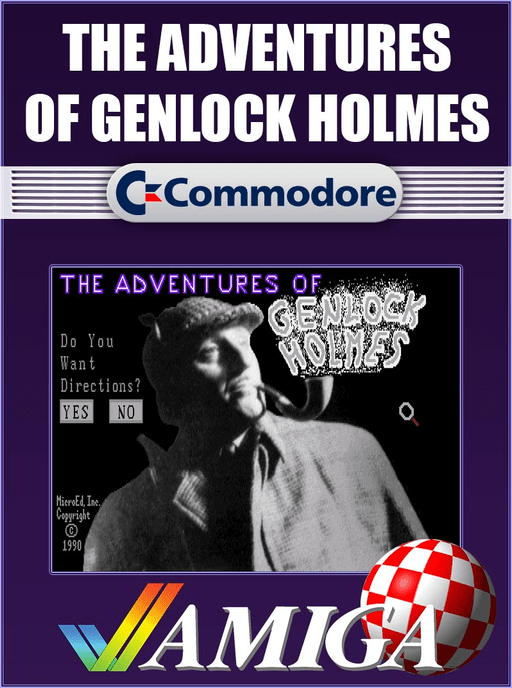 THE ADVENTURES
OF GENLOCK HOLMES
Commodore
THE ADVENTURES OF
GENLOCK
HOLMES
Do You
Want
Directions?
YES NO
MicroEd, Inc.
Copyright
©
1990
AMIGA